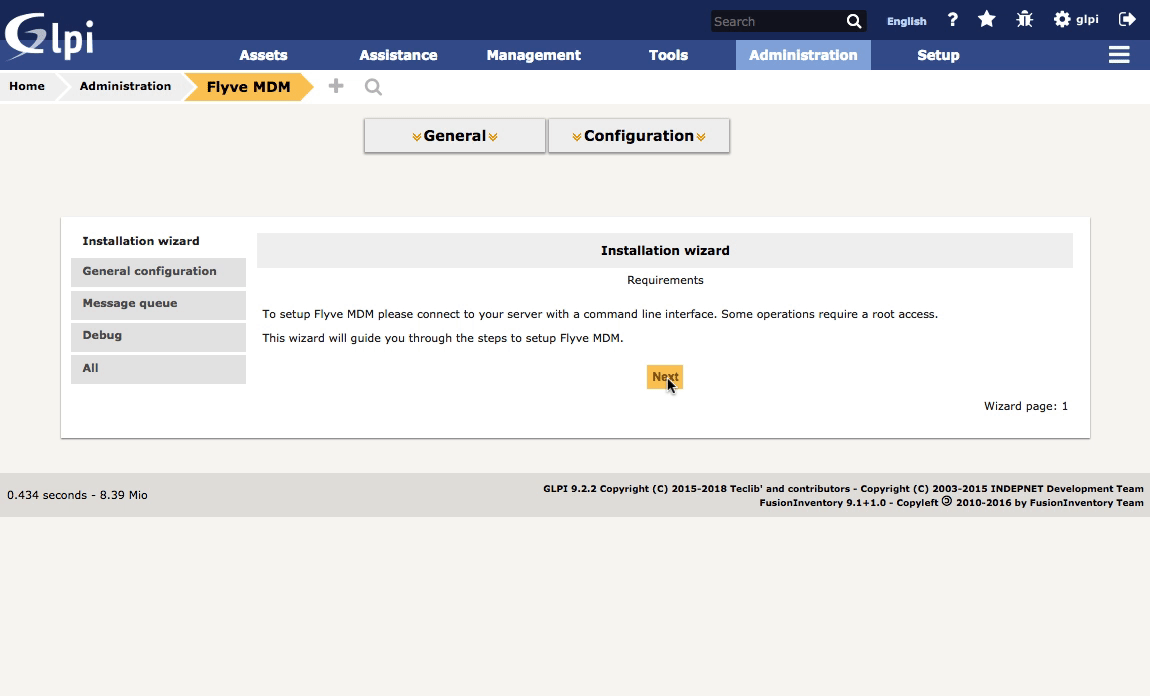 Glpi
Search
English
?
glpi
Assets
Assistance
Management
Tools
Administration
Setup
Home
Administration
Flyve MDM
General
Configuration
Installation wizard
General configuration
Message queue
Debug
All
Installation wizard
Requirements
To setup Flyve MDM please connect to your server with a command line interface. Some operations require a root access.
This wizard will guide you through the steps to setup Flyve MDM.
Next
Wizard page: 1
0.434 seconds - 8.39 Mio
GLPI 9.2.2 Copyright (C) 2015-2018 Teclib' and contributors - Copyright (C) 2003-2015 INDEPNET Development Team
FusionInventory 9.1+1.0 - Copyleft 🄯 2010-2016 by FusionInventory Team